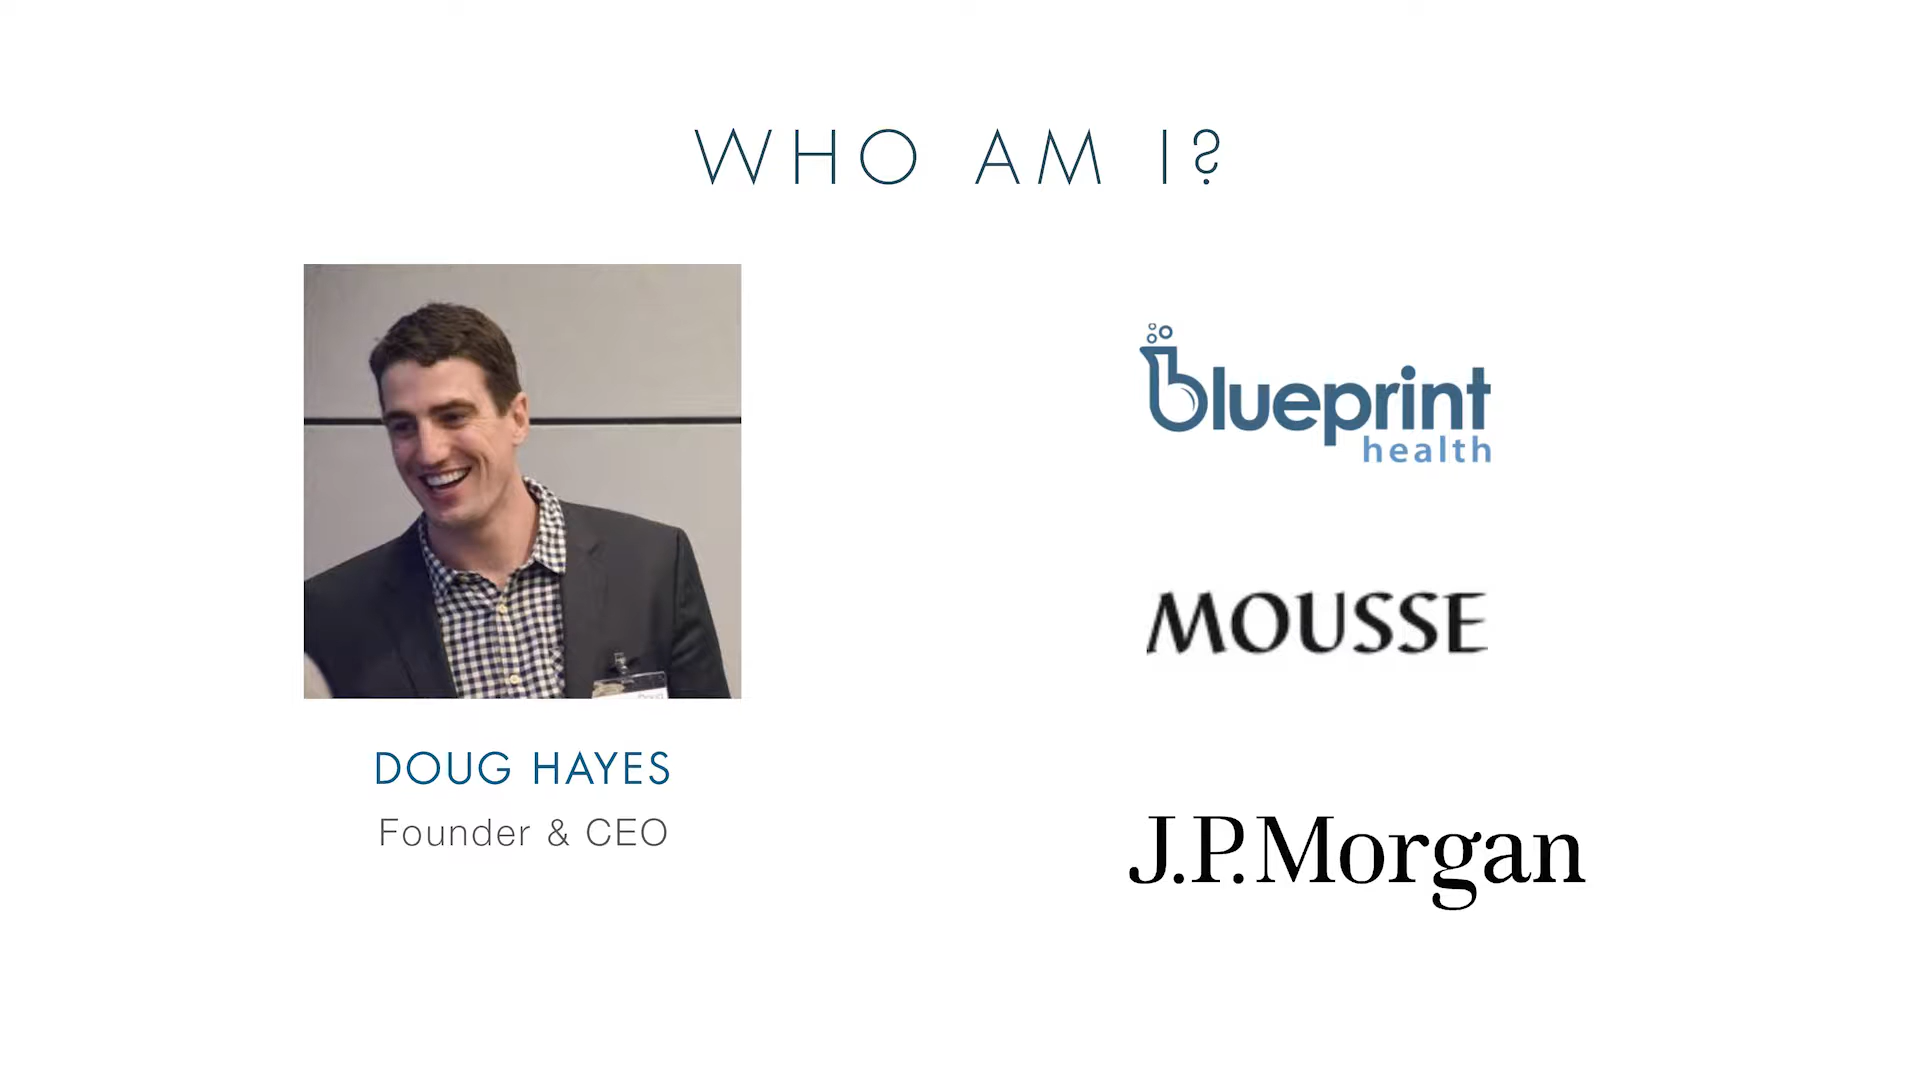 WHO AM I?
DOUG HAYES
Founder & CEO
blueprint
health
MOUSSE
J.P.Morgan